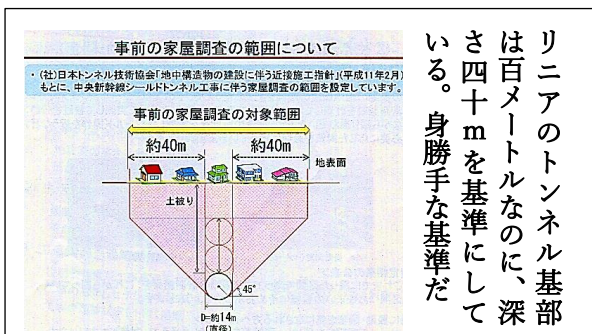 事前の家屋調査の範囲について
・(社)日本トンネル技術協会「地中構造物の建設に伴う近接施工指針」(平成11年2月)
もとに、中央新幹線シールドトンネル工事に伴う家屋調査の範囲を設定しています。
事前の家屋調査の対象範囲
約40m
約40m
地表面
土被り
45°
D=約14m
(直径)
リニアのトンネル基部
は百メートルなのに、深
さ四十mを基準にして
いる。身勝手な基準だ